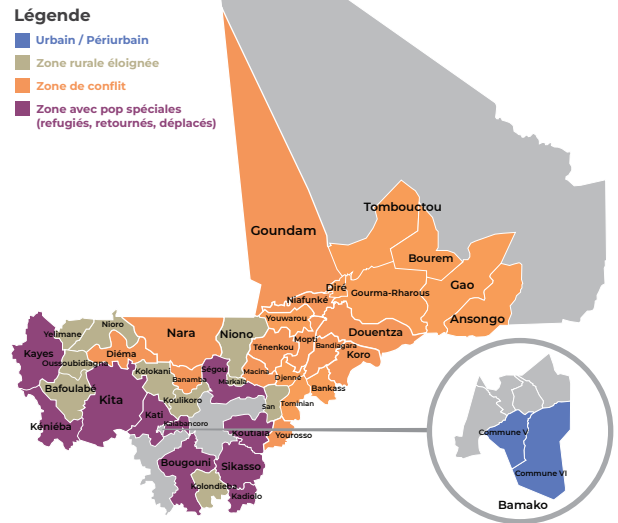 Légende
Urbain / Périurbain
Zone rurale éloignée
Zone de conflit
Zone avec pop spéciales
(refugiés, retournés, déplacés)
Tombouctou
Goundam
Bourem
Diré
Gao
Gourma-Rharous
Niafunké
Ansongo
Youwarou
Nioro
Yelimane
Nara
Niono
Douentza
Mopti
Ténenkou
Bandiagara
Kayes
Diéma
Koro
Oussoubidiagne
Ségou
Kolokani
Macina
Banamba
Markala
Djenné
Bafoulabé
Bankass
Kita
Koulikoro
San
Tominian
Kati
Kalabancoro
Kéniéba
Koutiala
Yourosso
Commune V
Bougouni
Sikasso
Commune VI
Kolondieba
Kadiolo
Bamako